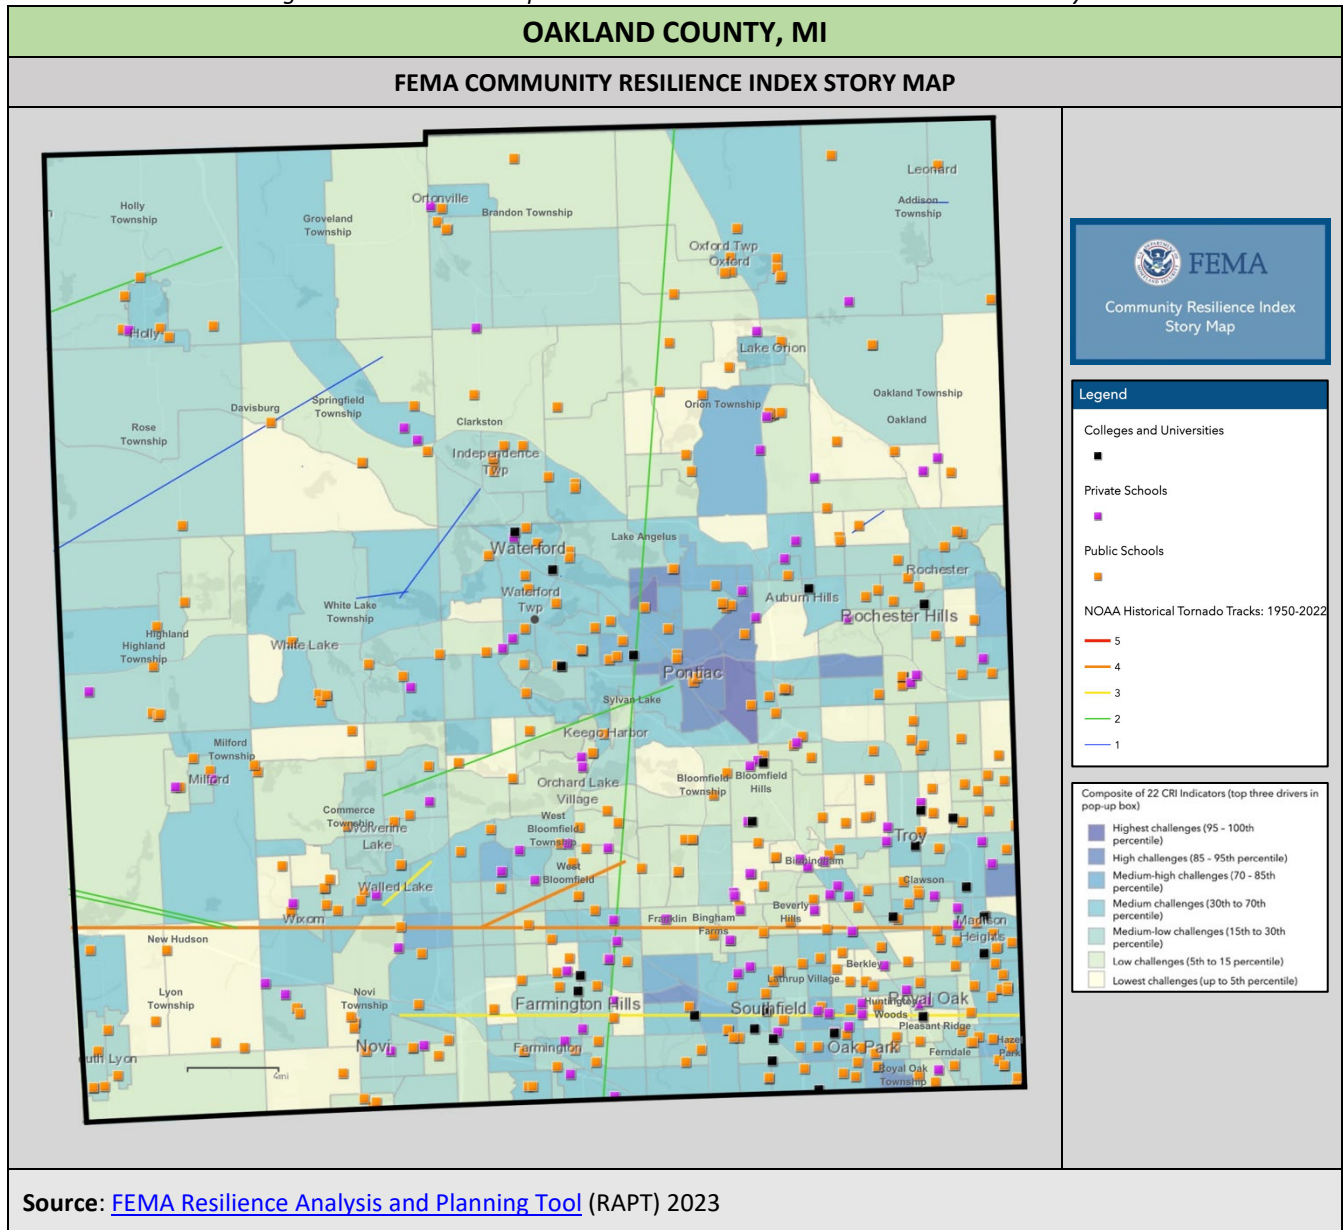 OAKLAND COUNTY, MI
FEMA COMMUNITY RESILIENCE INDEX STORY MAP
Leonard
Holly
Township
Ortonville
Addison
Township
Groveland
Township
Brandon Township
Oxford Twp
Oxford
Holly
Lake Orion
Oakland Township
Davisburg
Springfield
Township
Orion Township
Oakland
Rose
Township
Clarkston
Independence
Twp
Lake Angelus
Waterford
Rochester
Waterford
Twp
Auburn Hills
White Lake
Township
Rochester Hills
Highland
Highland
Township
White Lake
Pontiac
Sylvan Lake
Keego Harbor
Milford
Township
Milford
Orchard Lake
Village
Bloomfield
Township
Bloomfield
Hills
Commerce
Township
Wolverine
Lake
West
Bloomfield
Township
Troy
West
Bloomfield
Birmingham
Walled Lake
Clawson
Wixom
Franklin
Bingham
Farms
Beverly
Hills
Madison
Heights
New Hudson
Berkley
Lyon
Township
Novi
Township
Lathrup Village
Farmington Hills
Southfield
Huntington
Woods
Royal Oak
Pleasant Ridge
Novi
Farmington
Oak Park
Ferndale
Hazel
Park
uth Lyon
Royal Oak
Township
4mi
FEMA
Community Resilience Index
Story Map
Legend
Colleges and Universities
Private Schools
Public Schools
NOAA Historical Tornado Tracks: 1950-2022
5
4
3
2
1
Composite of 22 CRI Indicators (top three drivers in
pop-up box)
Highest challenges (95 - 100th
percentile)
High challenges (85 - 95th percentile)
Medium-high challenges (70 - 85th
percentile)
Medium challenges (30th to 70th
percentile)
Medium-low challenges (15th to 30th
percentile)
Low challenges (5th to 15 percentile)
Lowest challenges (up to 5th percentile)
Source: FEMA Resilience Analysis and Planning Tool (RAPT) 2023